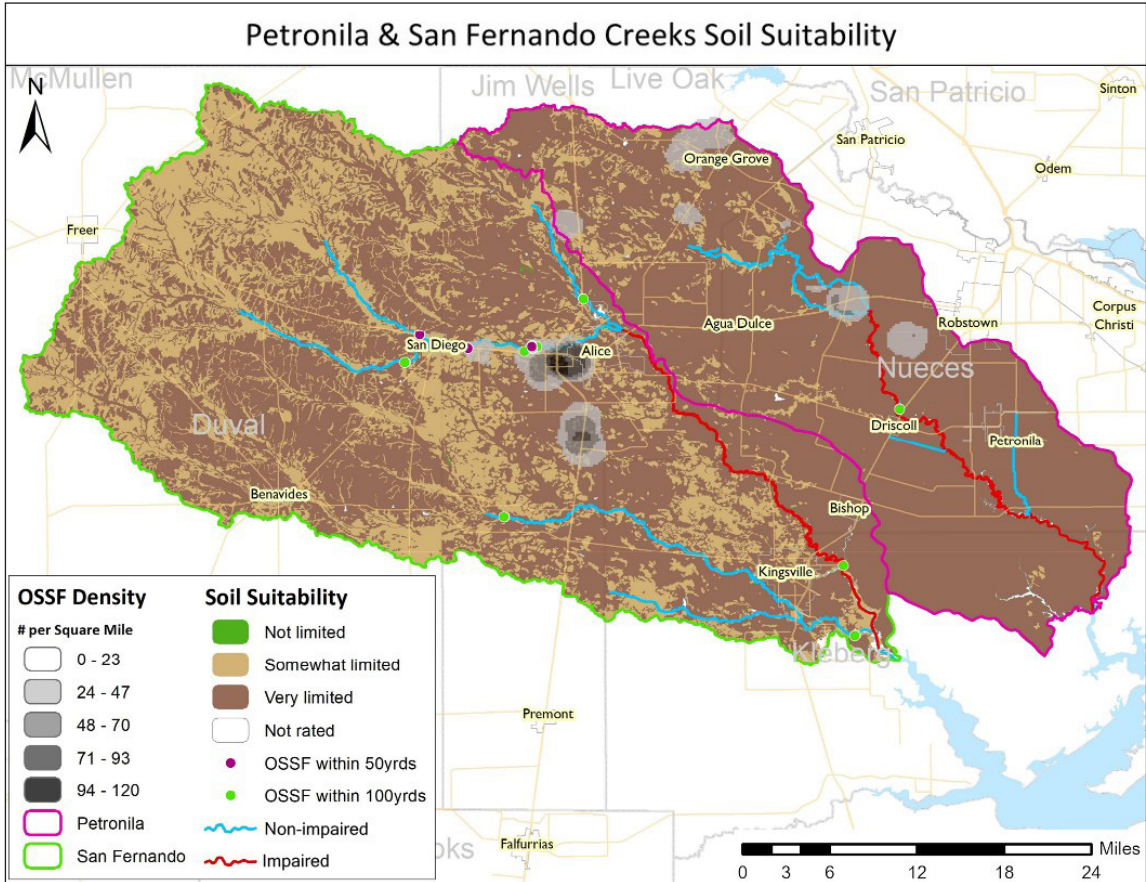 Petronila & San Fernando Creeks Soil Suitability
McMullen
Jim Wells
Live Oak
San Patricio
N
Sinton
San Patricio
Orange Grove
Odem
Freer
Corpus
Christi
Agua Dulce
Robstown
San Diego
Alice
Nueces
Duval
Driscoll
Petronila
Benavides
Bishop
Kingsville
Kleberg
Premont
Falfurrias
oks
OSSF Density
# per Square Mile
0 - 23
24 - 47
48 - 70
71 - 93
94 - 120
Petronila
San Fernando
Soil Suitability
Not limited
Somewhat limited
Very limited
Not rated
OSSF within 50yrds
OSSF within 100yrds
Non-impaired
Impaired
Miles
0 3 6 12 18 24